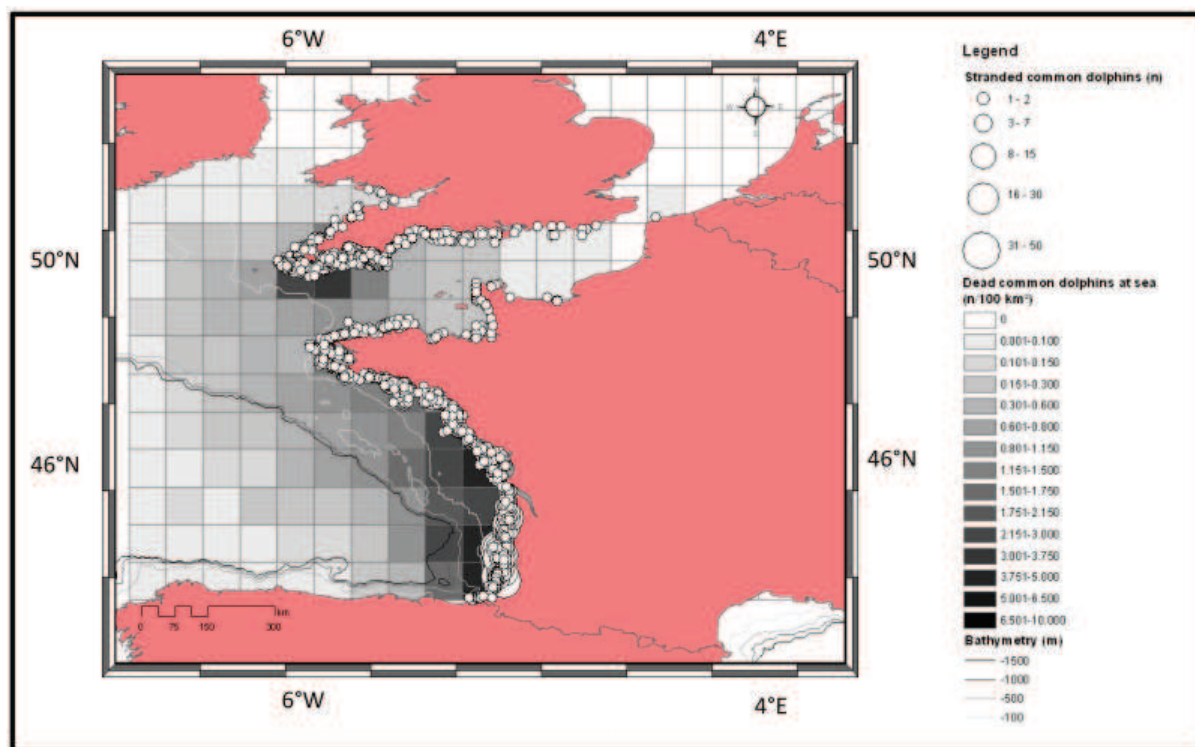 6°W 4°E
Legend
Stranded common dolphins (n)
1 - 2
3 - 7
8 - 15
16 - 30
31 - 50
50°N 50°N
Dead common dolphins at sea
(n/100 km²)
0
0.001-0.100
0.101-0.150
0.151-0.300
0.301-0.600
0.601-0.800
0.801-1.150
1.151-1.500
1.501-1.750
1.751-2.150
2.151-3.000
3.001-3.750
3.751-5.000
5.001-6.500
6.501-10.000
46°N 46°N
Bathymetry (m)
-1500
-1000
-500
-100
km
0 75 150 300
6°W 4°E